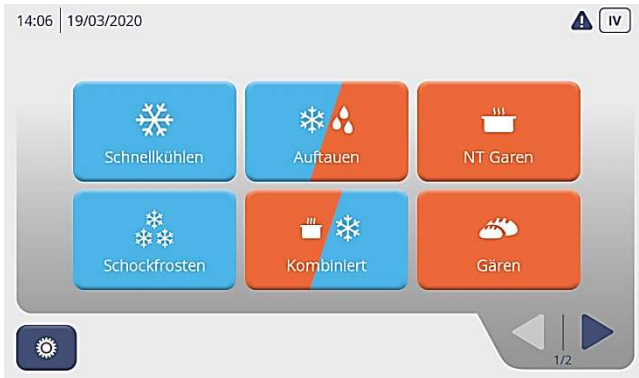 14:06 19/03/2020
IV
Schnellkühlen
Auftauen
NT Garen
Schockfrosten
Kombiniert
Gären
1/2